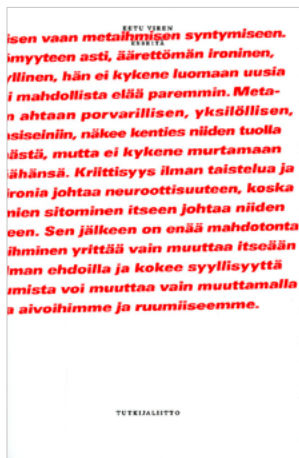 EETU VIREN
ESSEITÄ
isen vaan metaihmisen syntymiseen.
ömyyteen asti, äärettömän ironinen,
yllinen, hän ei kykene luomaan uusia
i mahdollista elää paremmin. Meta-
n ahtaan porvarillisen, yksilöllisen,
asiseiniin, näkee kenties niiden tuolla
ästä, mutta ei kykene murtamaan
ähänsä. Kriittisyys ilman taistelua ja
ironia johtaa neuroottisuuteen, koska
nien sitominen itseen johtaa niiden
een. Sen jälkeen on enää mahdotonta
ihminen yrittää vain muuttaa itseään
lman ehdoilla ja kokee syyllisyyttä
umista voi muuttaa vain muuttamalla
a aivoihimme ja ruumiiseemme.
TUTKIJALIITTO